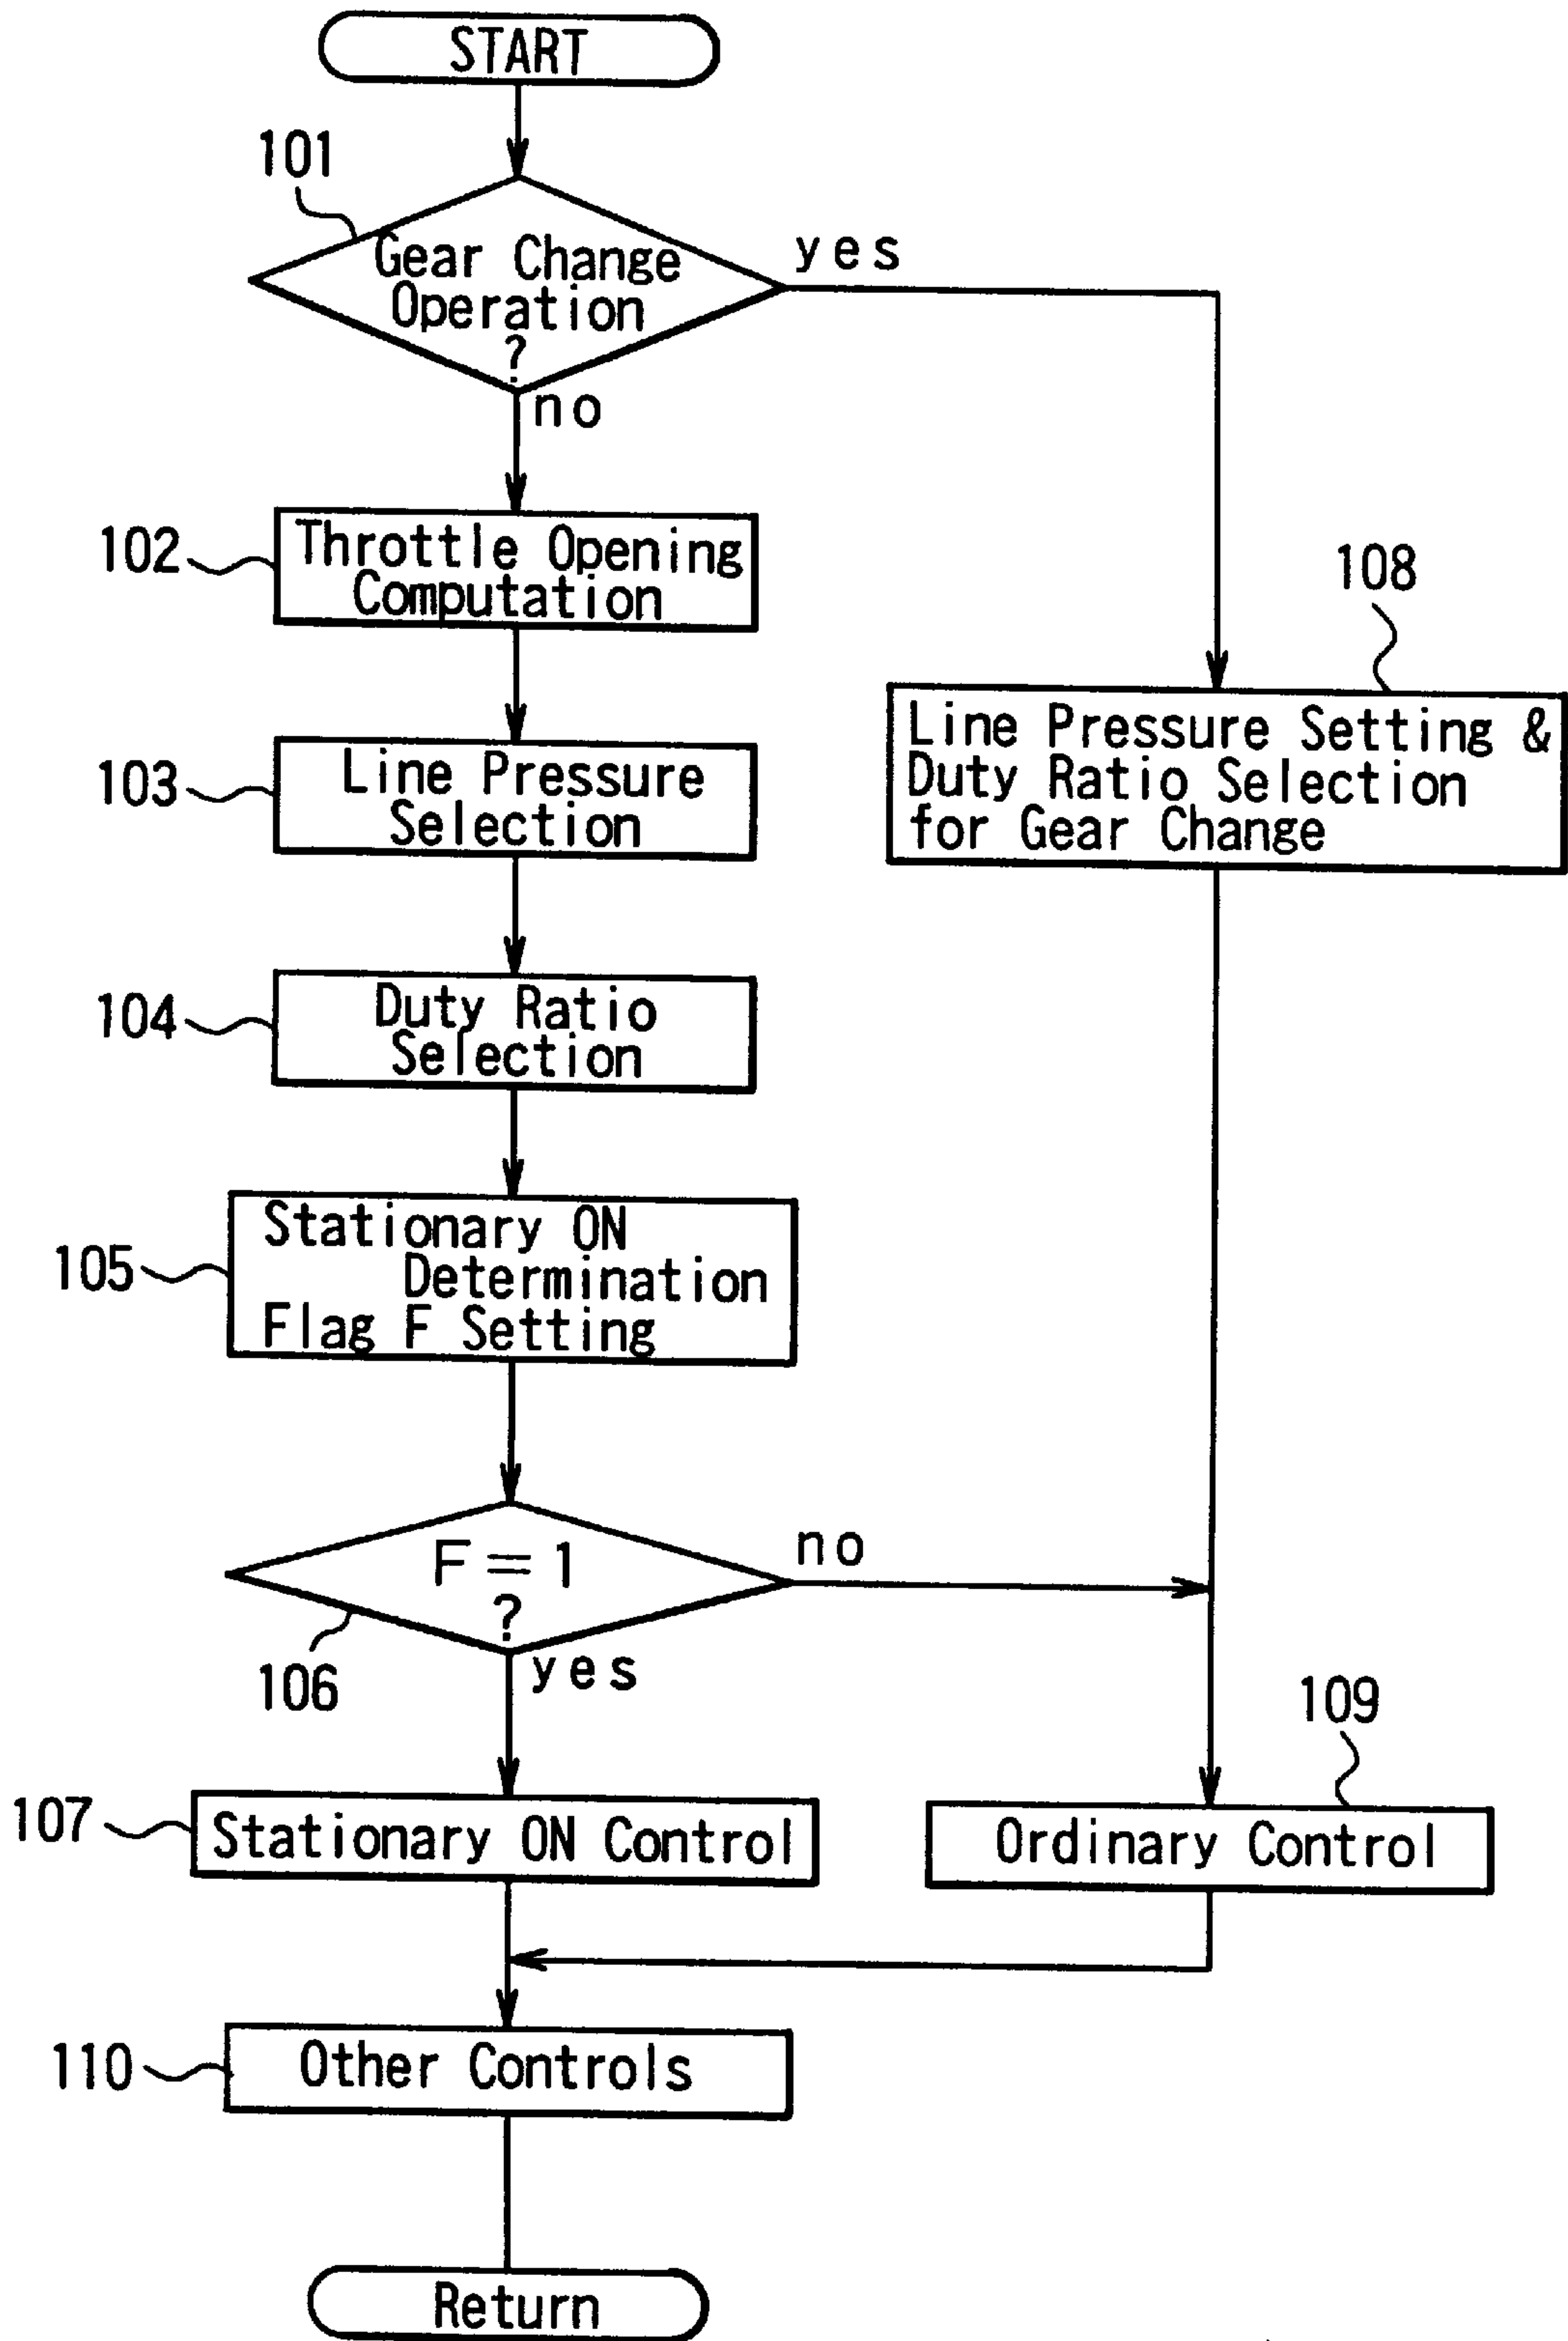 START
101
Gear Change
Operation
?
yes
no
102
Throttle Opening
Computation
108
Line Pressure Setting &
Duty Ratio Selection
for Gear Change
103
Line Pressure
Selection
104
Duty Ratio
Selection
105
Stationary ON
Determination
Flag F Setting
F=1
?
no
106
yes
109
107
Stationary ON Control
Ordinary Control
110
Other Controls
Return